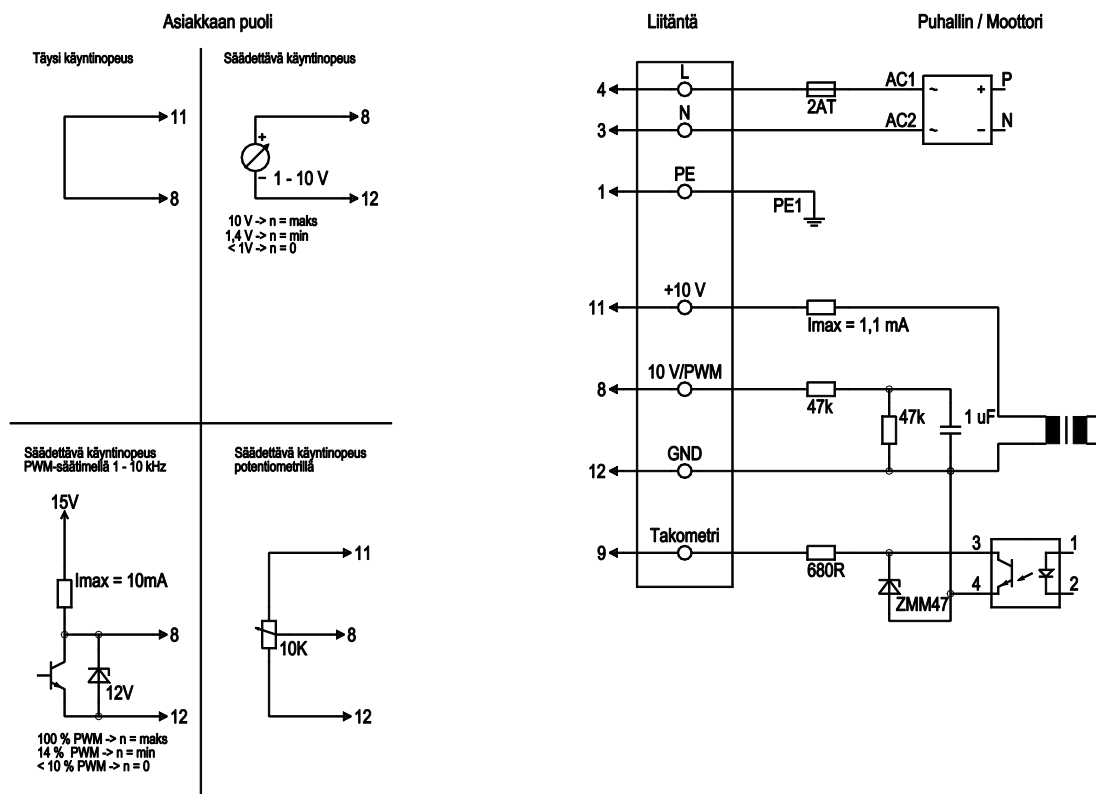 Asiakkaan puoli
Täysi käyntinopeus
11
8
Säädettävä käyntinopeus
8
+
–
1 - 10 V
12
10 V -> n = maks
1,4 V -> n = min
< 1V -> n = 0
Säädettävä käyntinopeus
PWM-säätimellä 1 - 10 kHz
15V
Imax = 10mA
8
12V
12
100 % PWM -> n = maks
14 % PWM -> n = min
< 10 % PWM -> n = 0
Säädettävä käyntinopeus
potentiometrillä
11
8
10K
12
Liitäntä
Puhallin / Moottori
4
L
2AT
AC1
~
+
P
3
N
AC2
~
–
N
1
PE
PE1
11
+10 V
Imax = 1,1 mA
8
10 V/PWM
47k
47k
1 uF
12
GND
9
Takometri
680R
ZMM47
3
4
1
2